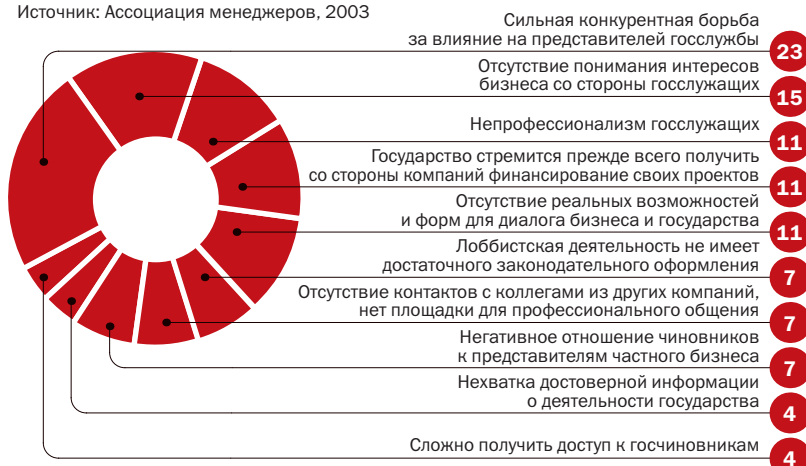 Источник: Ассоциация менеджеров, 2003
Сильная конкурентная борьба
за влияние на представителей госслужбы
23
Отсутствие понимания интересов
бизнеса со стороны госслужащих
15
Непрофессионализм госслужащих
11
Государство стремится прежде всего получить
со стороны компаний финансирование своих проектов
11
Отсутствие реальных возможностей
и форм для диалога бизнеса и государства
11
Лоббистская деятельность не имеет
достаточного законодательного оформления
7
Отсутствие контактов с коллегами из других компаний,
нет площадки для профессионального общения
7
Негативное отношение чиновников
к представителям частного бизнеса
7
Нехватка достоверной информации
о деятельности государства
4
Сложно получить доступ к госчиновникам
4